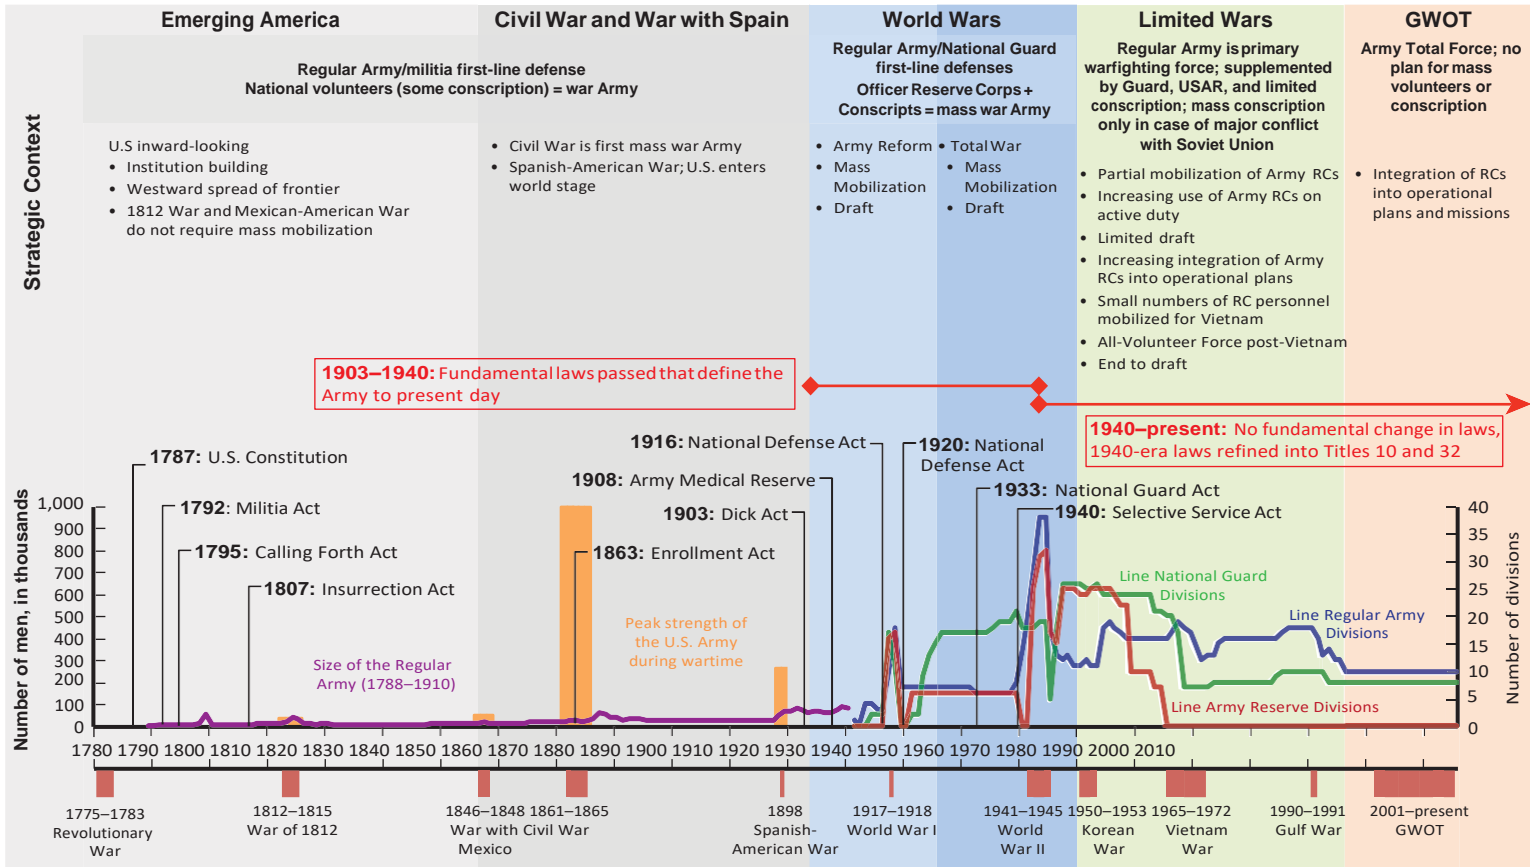 Emerging America
Civil War and War with Spain
World Wars
Limited Wars
GWOT
Strategic Context
Regular Army/militia first-line defense
National volunteers (some conscription) = war Army
Regular Army/National Guard
first-line defenses
Officer Reserve Corps +
Conscripts = mass war Army
Regular Army is primary
warfighting force; supplemented
by Guard, USAR, and limited
conscription; mass conscription
only in case of major conflict
with Soviet Union
Army Total Force; no
plan for mass
volunteers or
conscription
U.S inward-looking
• Institution building
• Westward spread of frontier
• 1812 War and Mexican-American War
do not require mass mobilization
• Civil War is first mass war Army
• Spanish-American War; U.S. enters
world stage
• Army Reform
• Mass
Mobilization
• Draft
• Total War
• Mass
Mobilization
• Draft
• Partial mobilization of Army RCs
• Increasing use of Army RCs on
active duty
• Limited draft
• Increasing integration of Army
RCs into operational plans
• Small numbers of RC personnel
mobilized for Vietnam
• All-Volunteer Force post-Vietnam
• End to draft
• Integration of RCs
into operational
plans and missions
1903–1940: Fundamental laws passed that define the
Army to present day
1940–present: No fundamental change in laws,
1940-era laws refined into Titles 10 and 32
1787: U.S. Constitution
1792: Militia Act
1795: Calling Forth Act
1807: Insurrection Act
1863: Enrollment Act
1916: National Defense Act
1908: Army Medical Reserve
1903: Dick Act
1920: National
Defense Act
1933: National Guard Act
1940: Selective Service Act
Number of men, in thousands
1,000
900
800
700
600
500
400
300
200
100
0
Size of the Regular
Army (1788–1910)
Peak strength of
the U.S. Army
during wartime
Line National Guard
Divisions
Line Regular Army
Divisions
Line Army Reserve Divisions
40
35
30
25
20
15
10
5
0
Number of divisions
1780 1790 1800 1810 1820 1830 1840 1850 1860 1870 1880 1890 1900 1910 1920 1930 1940 1950 1960 1970 1980 1990 2000 2010
1775–1783
Revolutionary
War
1812–1815
War of 1812
1846–1848
War with
Mexico
1861–1865
Civil War
1898
Spanish-
American War
1917–1918
World War I
1941–1945
World
War II
1950–1953
Korean
War
1965–1972
Vietnam
War
1990–1991
Gulf War
2001–present
GWOT